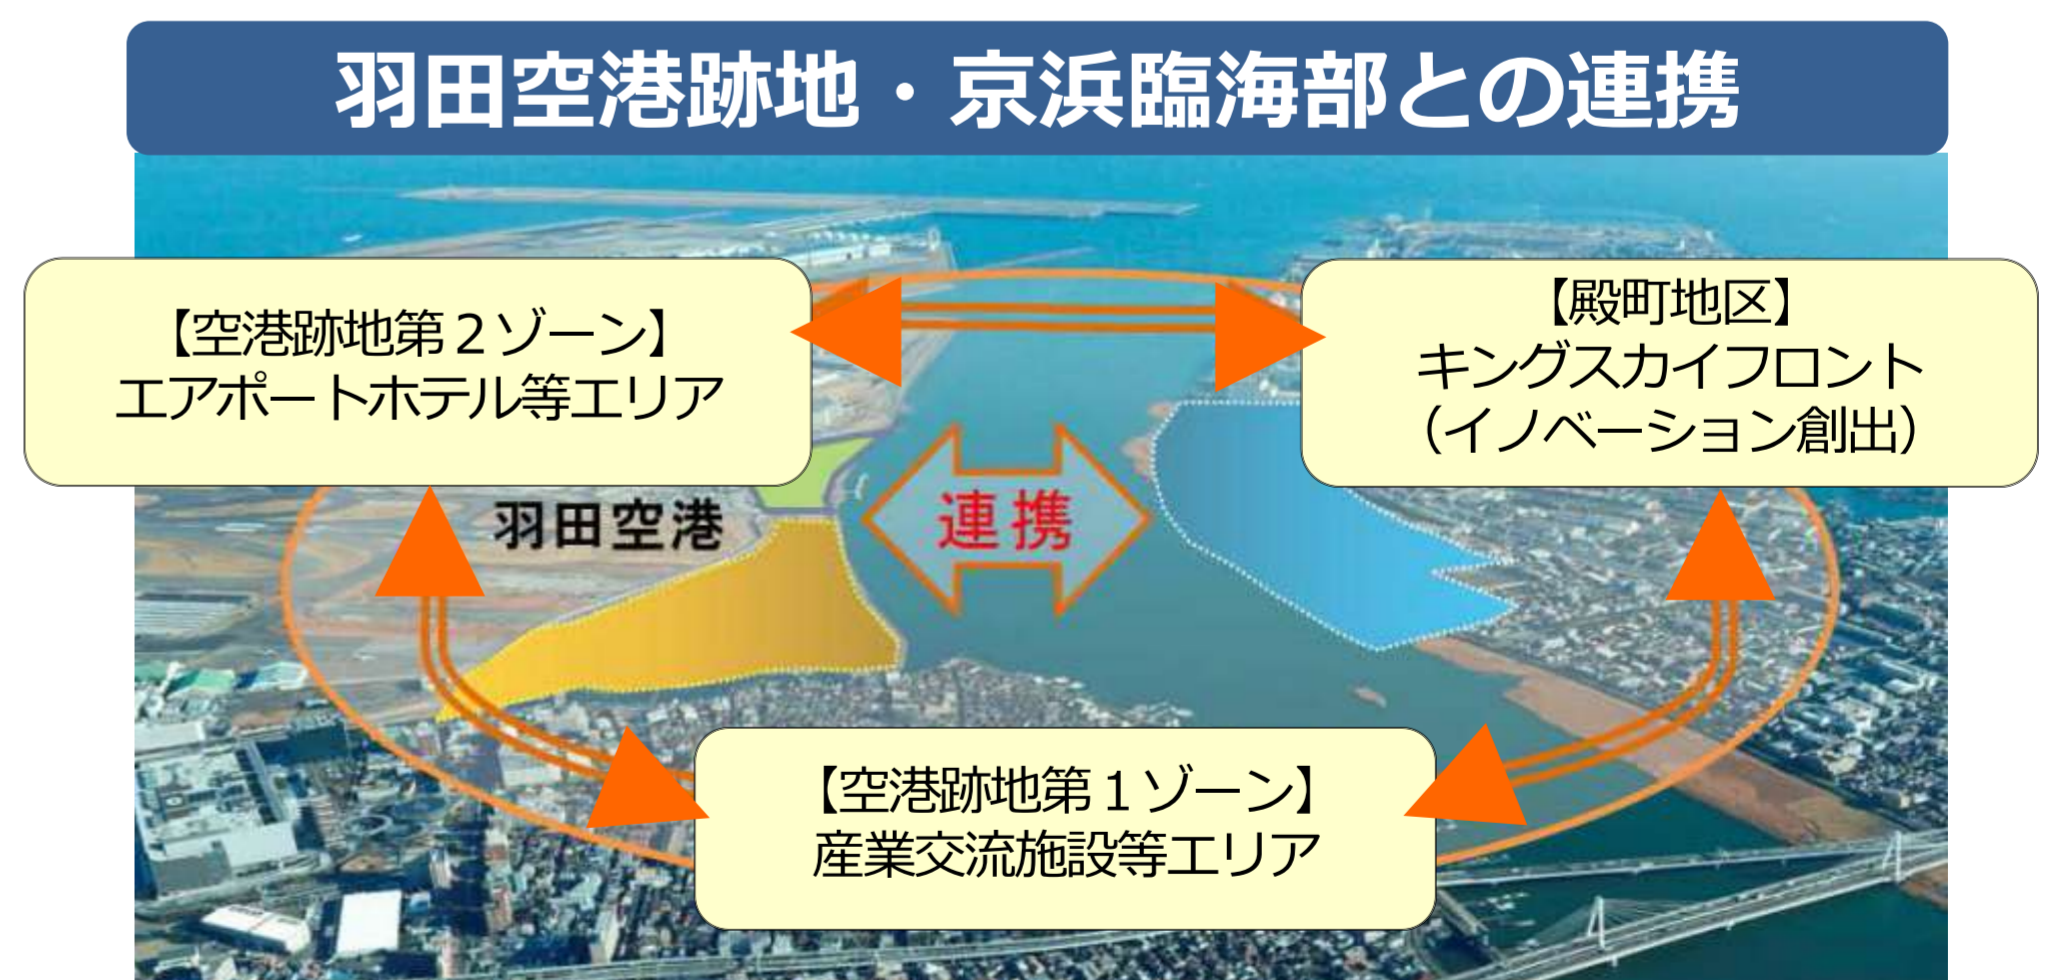 羽田空港跡地・京浜臨海部との連携
【空港跡地第２ゾーン】
エアポートホテル等エリア
【殿町地区】
キングスカイフロント
（イノベーション創出）
羽田空港
連携
【空港跡地第１ゾーン】
産業交流施設等エリア